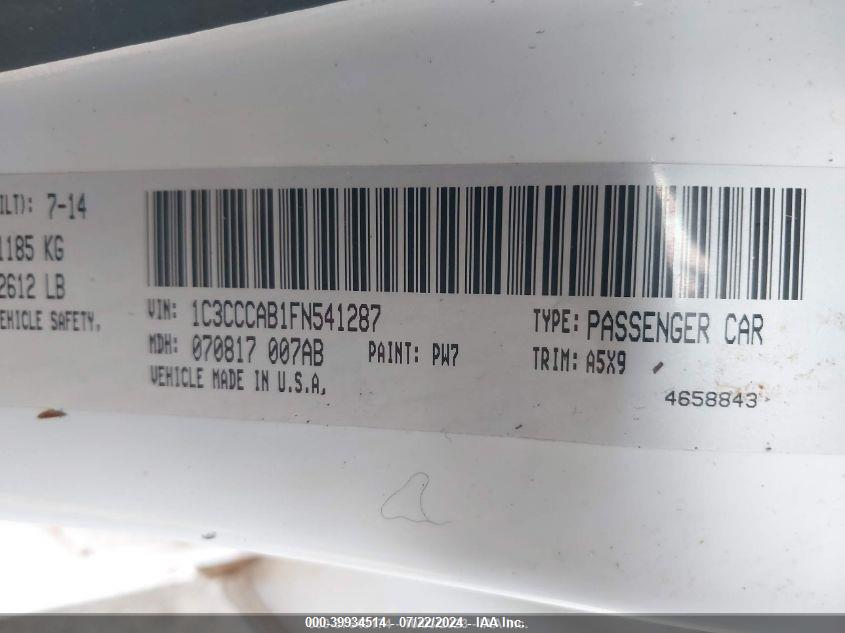 ILT): 7-14
1185 KG
2612 LB
EHICLE SAFETY,
VIN: 1C3CCCAB1FN541287 TYPE: PASSENGER CAR
MDH: 070817 007AB PAINT: PW7 TRIM: A5X9
VEHICLE MADE IN U.S.A,
4658843
000-39934514 - 07/22/2024 - IAA Inc.